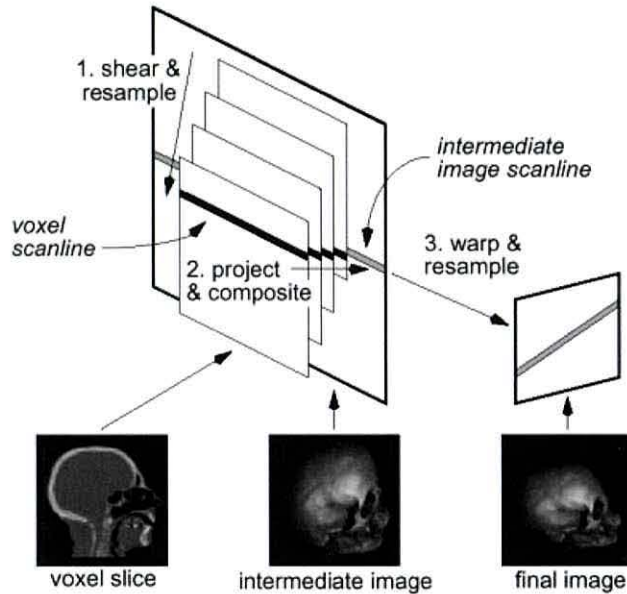 1. shear &
resample
intermediate
image scanline
voxel
scanline
2. project
& composite
3. warp &
resample
voxel slice
intermediate image
final image